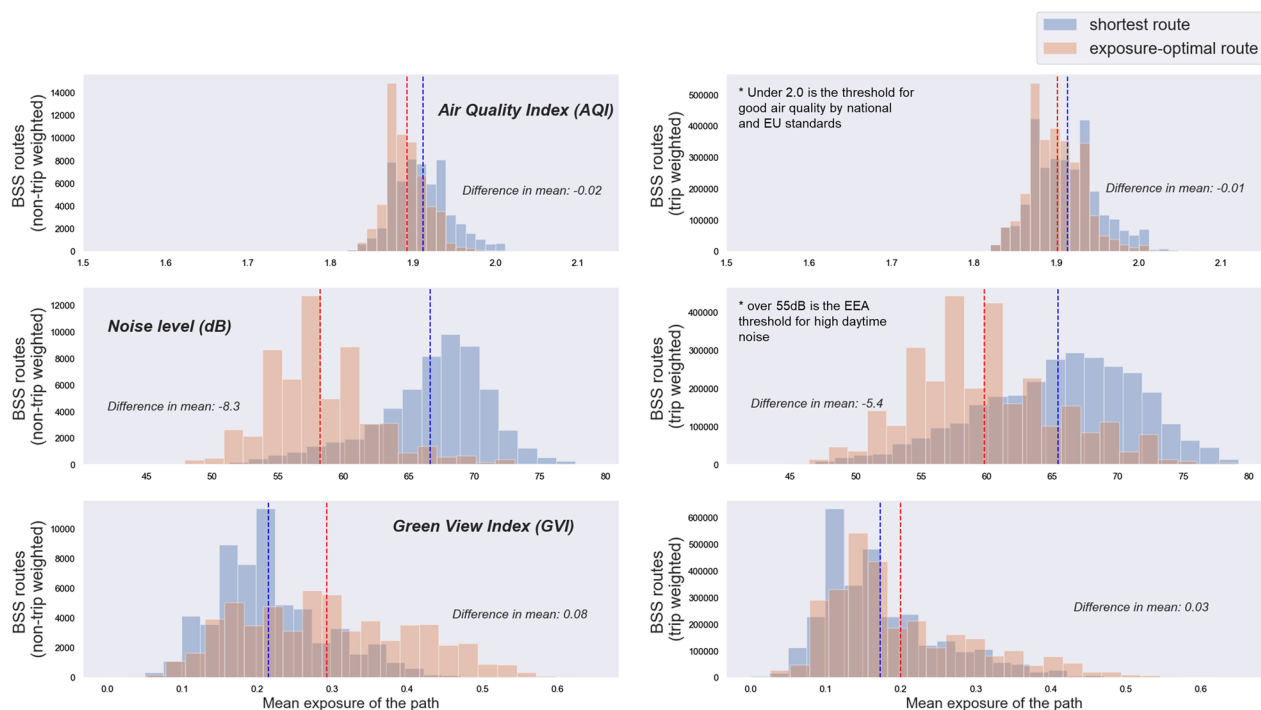 shortest route
exposure-optimal route
BSS routes
(non-trip weighted)
14000
12000
10000
8000
6000
4000
2000
0
Air Quality Index (AQI)
Difference in mean: -0.02
1.5
1.6
1.7
1.8
1.9
2.0
2.1
BSS routes
(trip weighted)
500000
400000
300000
200000
100000
0
* Under 2.0 is the threshold for
good air quality by national
and EU standards
Difference in mean: -0.01
1.5
1.6
1.7
1.8
1.9
2.0
2.1
BSS routes
(non-trip weighted)
12000
10000
8000
6000
4000
2000
0
Noise level (dB)
Difference in mean: -8.3
45
50
55
60
65
70
75
80
BSS routes
(trip weighted)
400000
300000
200000
100000
0
* over 55dB is the EEA
threshold for high daytime
noise
Difference in mean: -5.4
45
50
55
60
65
70
75
80
BSS routes
(non-trip weighted)
10000
8000
6000
4000
2000
0
Green View Index (GVI)
Difference in mean: 0.08
0.0
0.1
0.2
0.3
0.4
0.5
0.6
Mean exposure of the path
BSS routes
(trip weighted)
600000
500000
400000
300000
200000
100000
0
Difference in mean: 0.03
0.0
0.1
0.2
0.3
0.4
0.5
0.6
Mean exposure of the path